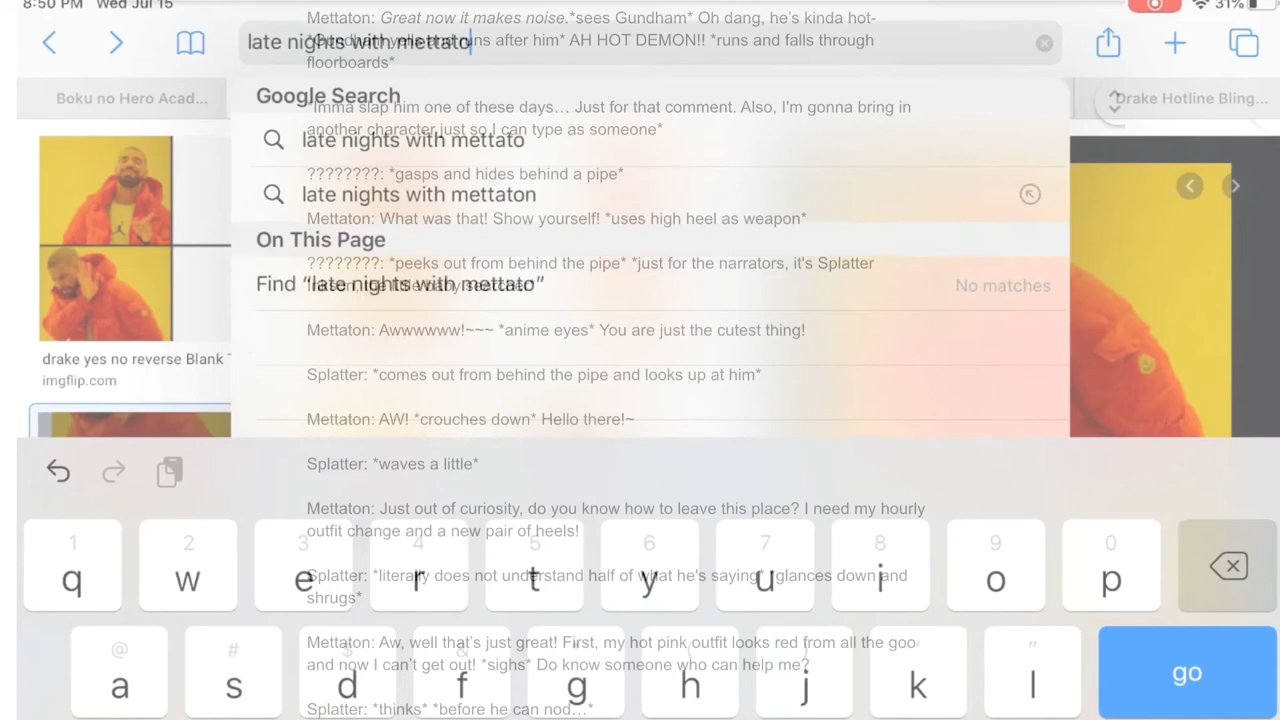 8:50 PM Wed Jul 15
31%
Mettaton: Great now it makes noise.*sees Gundham* Oh dang, he's kinda hot-
late nights with mettato
ns after him* AH HOT DEMON!! *runs and falls through
floorboards*
Boku no Hero Acad...
Drake Hotline Bling...
Google Search
*Imma slap him one of these days… Just for that comment. Also, I'm gonna bring in
another character just so I can type as someone*
late nights with mettato
????????: *gasps and hides behind a pipe*
late nights with mettaton
Mettaton: What was that! Show yourself! *uses high heel as weapon*
On This Page
????????: *peeks out from behind the pipe* *just for the narrators, it's Splatter
Find “late nights with mettato”
No matches
Mettaton: Awwwwww!~~~ *anime eyes* You are just the cutest thing!
drake yes no reverse Blank
imgflip.com
Splatter: *comes out from behind the pipe and looks up at him*
Mettaton: AW! *crouches down* Hello there!~
Splatter: *waves a little*
Mettaton: Just out of curiosity, do you know how to leave this place? I need my hourly
outfit change and a new pair of heels!
1 2 3 4 5 6 7 8 9 0
q w e r t y u i o p
Splatter: *literally does not understand half of what he's saying* *glances down and
shrugs*
Mettaton: Aw, well that's just great! First, my hot pink outfit looks red from all the goo
and now I can't get out! *sighs* Do know someone who can help me?
@ # $ & * ( ) ' "
a s d f g h j k l go
Splatter: *thinks* *before he can nod…*